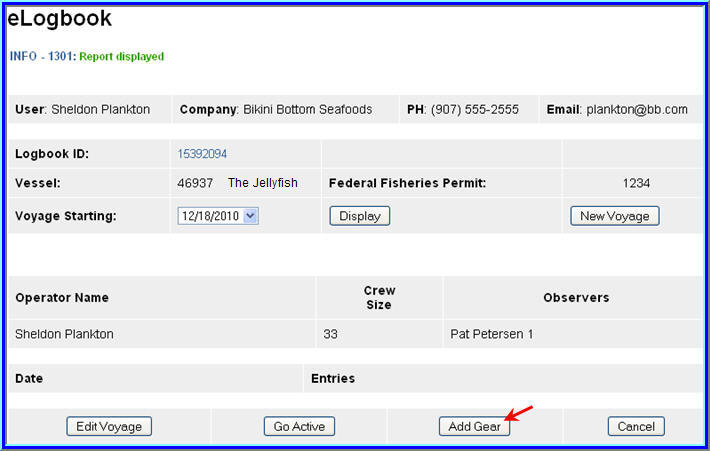 eLogbook
INFO - 1301: Report displayed
User: Sheldon Plankton Company: Bikini Bottom Seafoods PH: (907) 555-2555 Email: plankton@bb.com
Logbook ID: 15392094
Vessel: 46937 The Jellyfish Federal Fisheries Permit: 1234
Voyage Starting: 12/18/2010 Display New Voyage
Operator Name Crew Size Observers
Sheldon Plankton 33 Pat Petersen 1
Date Entries
Edit Voyage Go Active Add Gear Cancel